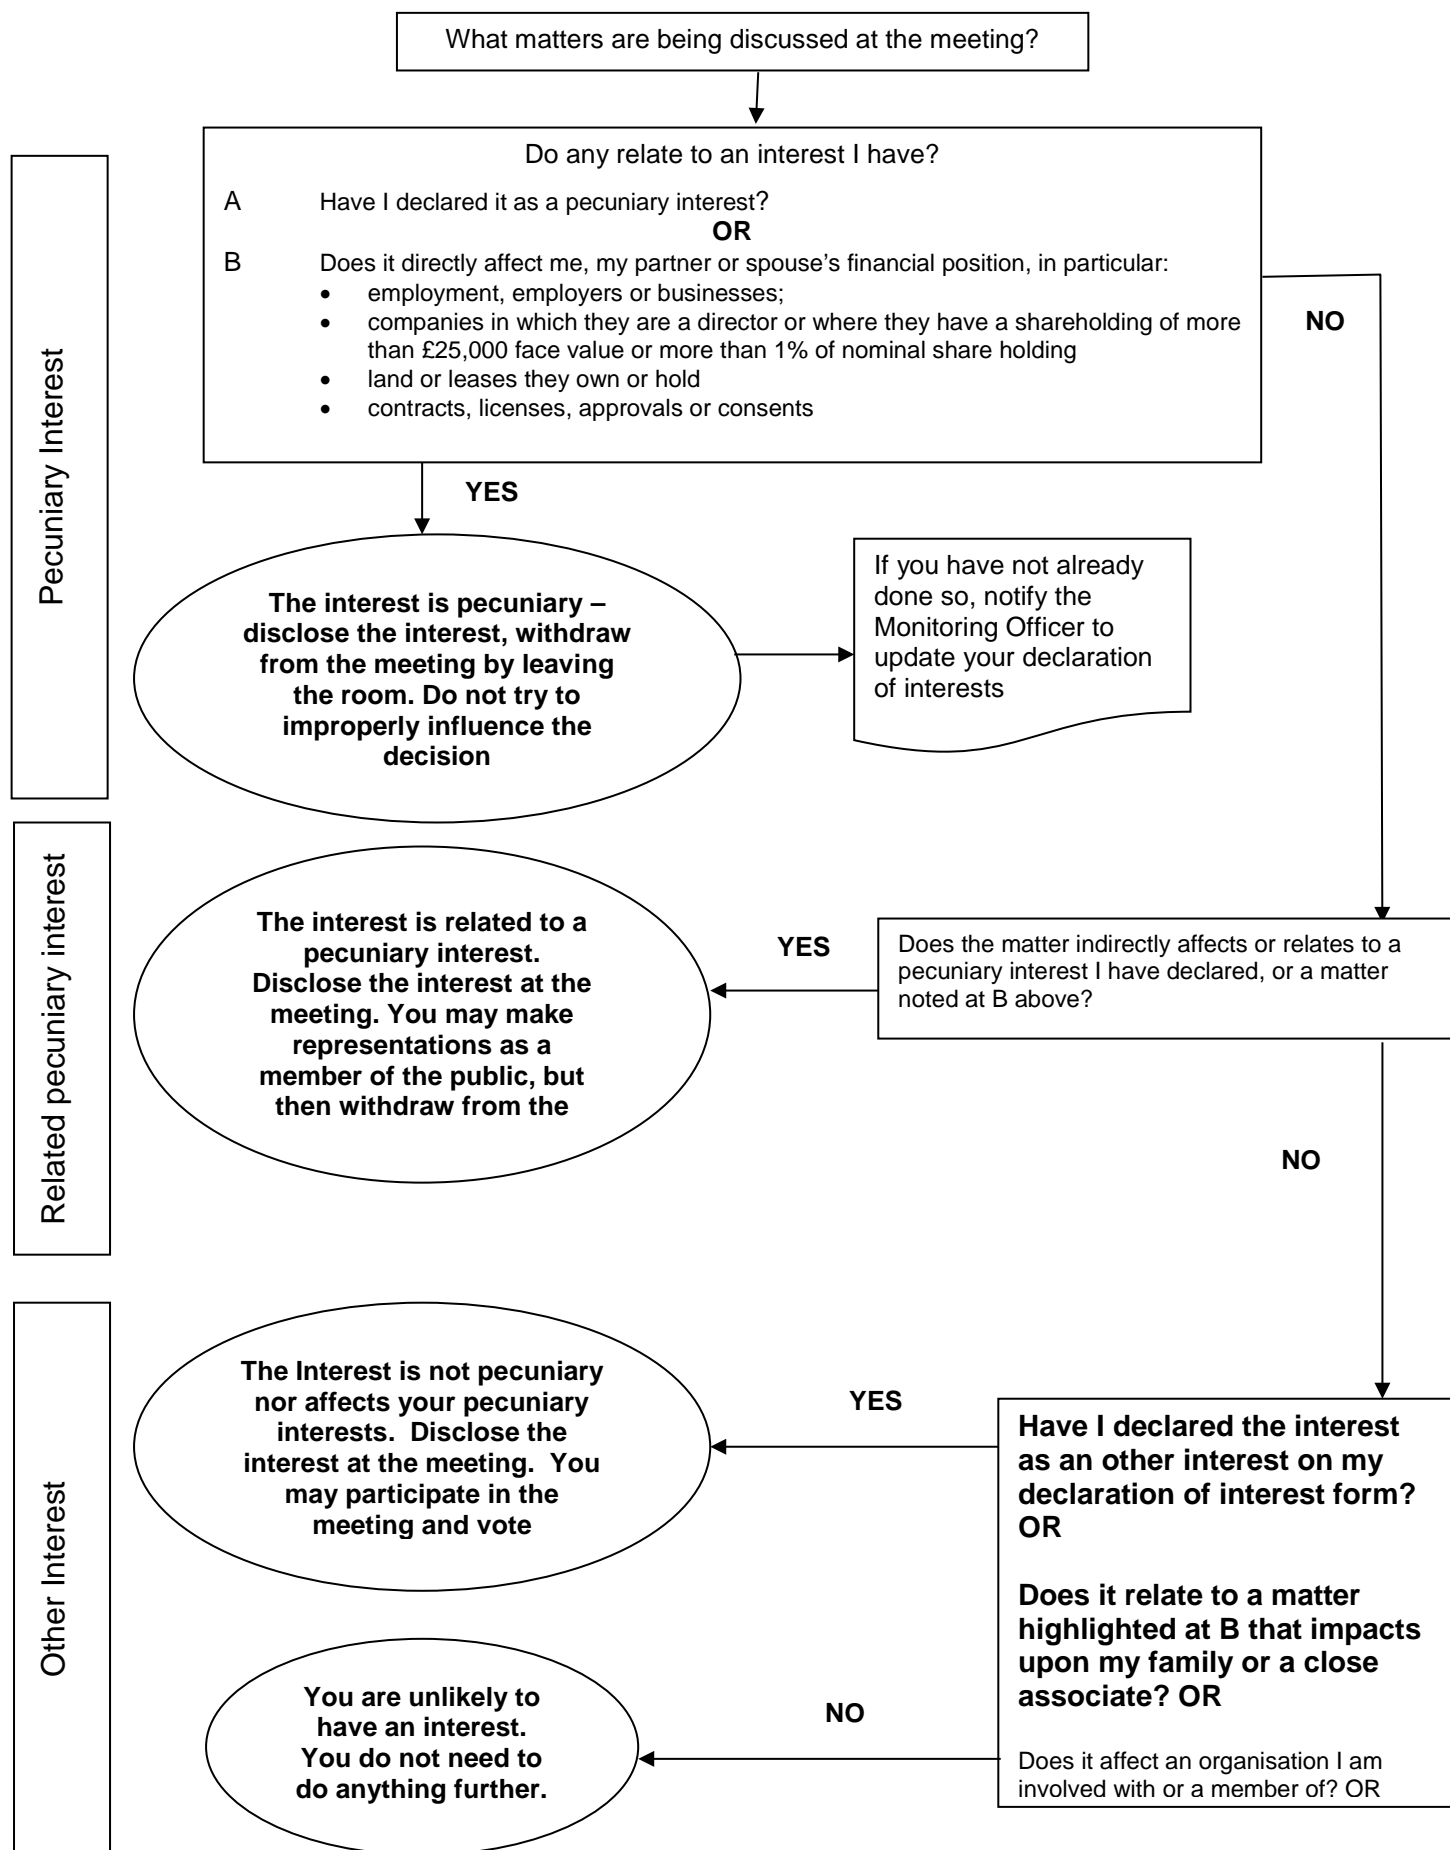 What matters are being discussed at the meeting?
Pecuniary Interest
Do any relate to an interest I have?
A Have I declared it as a pecuniary interest?
OR
B Does it directly affect me, my partner or spouse's financial position, in particular:
• employment, employers or businesses;
• companies in which they are a director or where they have a shareholding of more
than £25,000 face value or more than 1% of nominal share holding
• land or leases they own or hold
• contracts, licenses, approvals or consents
NO
YES
The interest is pecuniary –
disclose the interest, withdraw
from the meeting by leaving
the room. Do not try to
improperly influence the
decision
If you have not already
done so, notify the
Monitoring Officer to
update your declaration
of interests
Related pecuniary interest
The interest is related to a
pecuniary interest.
Disclose the interest at the
meeting. You may make
representations as a
member of the public, but
then withdraw from the
YES
Does the matter indirectly affects or relates to a
pecuniary interest I have declared, or a matter
noted at B above?
NO
Other Interest
The Interest is not pecuniary
nor affects your pecuniary
interests. Disclose the
interest at the meeting. You
may participate in the
meeting and vote
YES
Have I declared the interest
as an other interest on my
declaration of interest form?
OR
Does it relate to a matter
highlighted at B that impacts
upon my family or a close
associate? OR
Does it affect an organisation I am
involved with or a member of? OR
NO
You are unlikely to
have an interest.
You do not need to
do anything further.